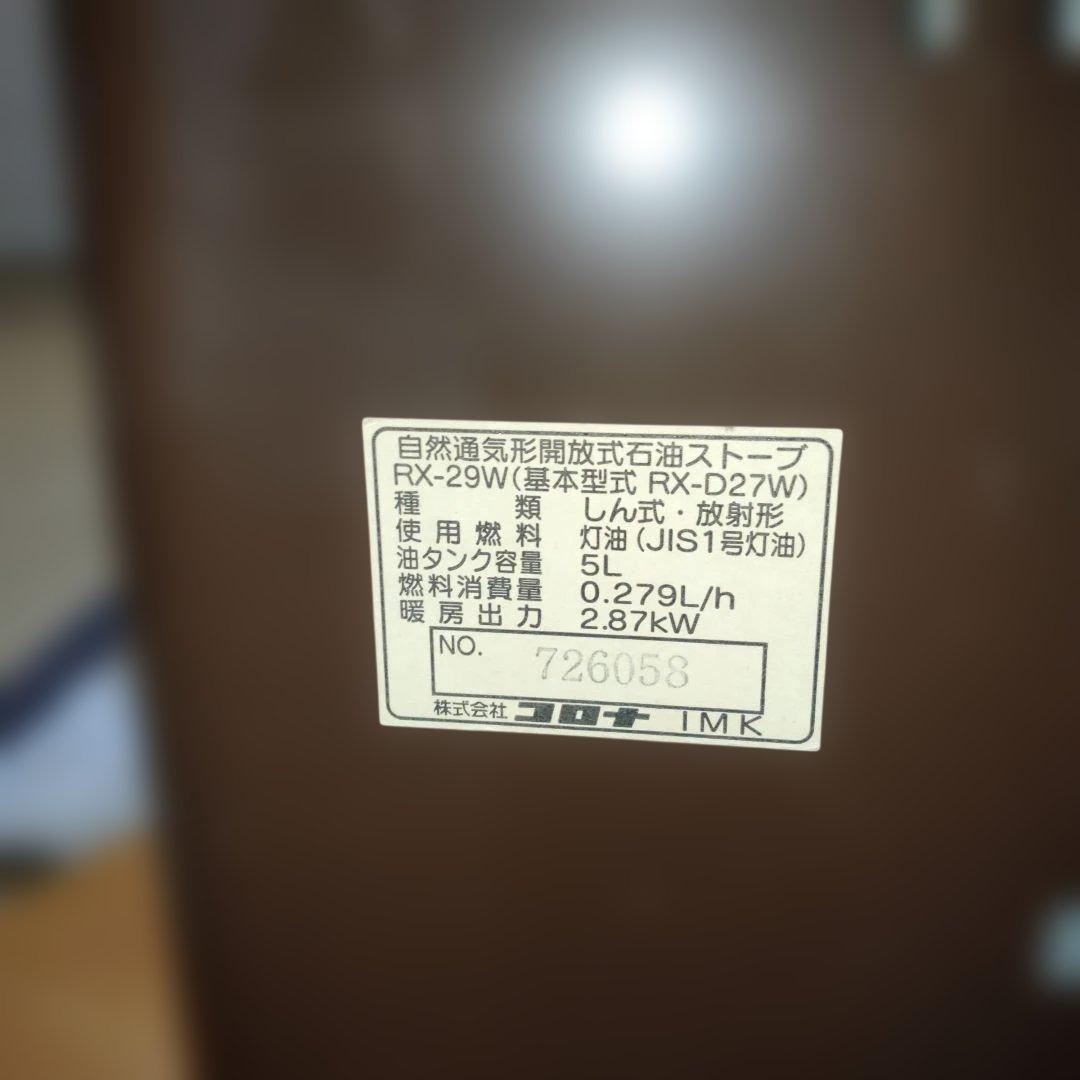 自然通気形開放式石油ストーブ
RX-29W(基本型式 RX-D27W)
種類 しん式・放射形
使用燃料 灯油(JIS1号灯油)
油タンク容量 5L
燃料消費量 0.279L/h
暖房出力 2.87kW
NO. 726058
株式会社 コロナ IMK